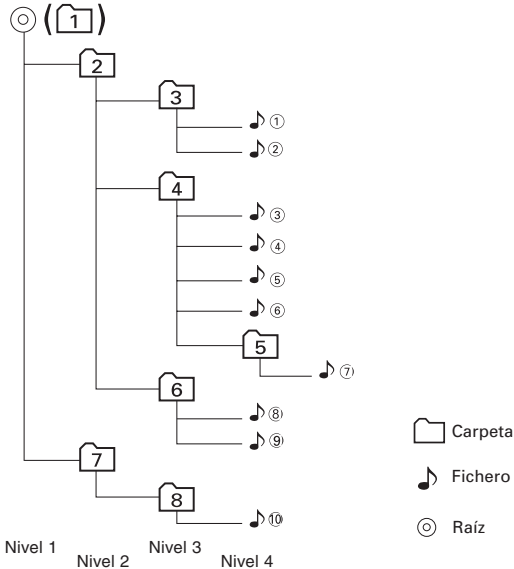 (1)
2
3
①
②
4
③
④
⑤
⑥
5
⑦
6
⑧
⑨
Carpeta
7
Fichero
8
⑩
Raíz
Nivel 1
Nivel 2
Nivel 3
Nivel 4